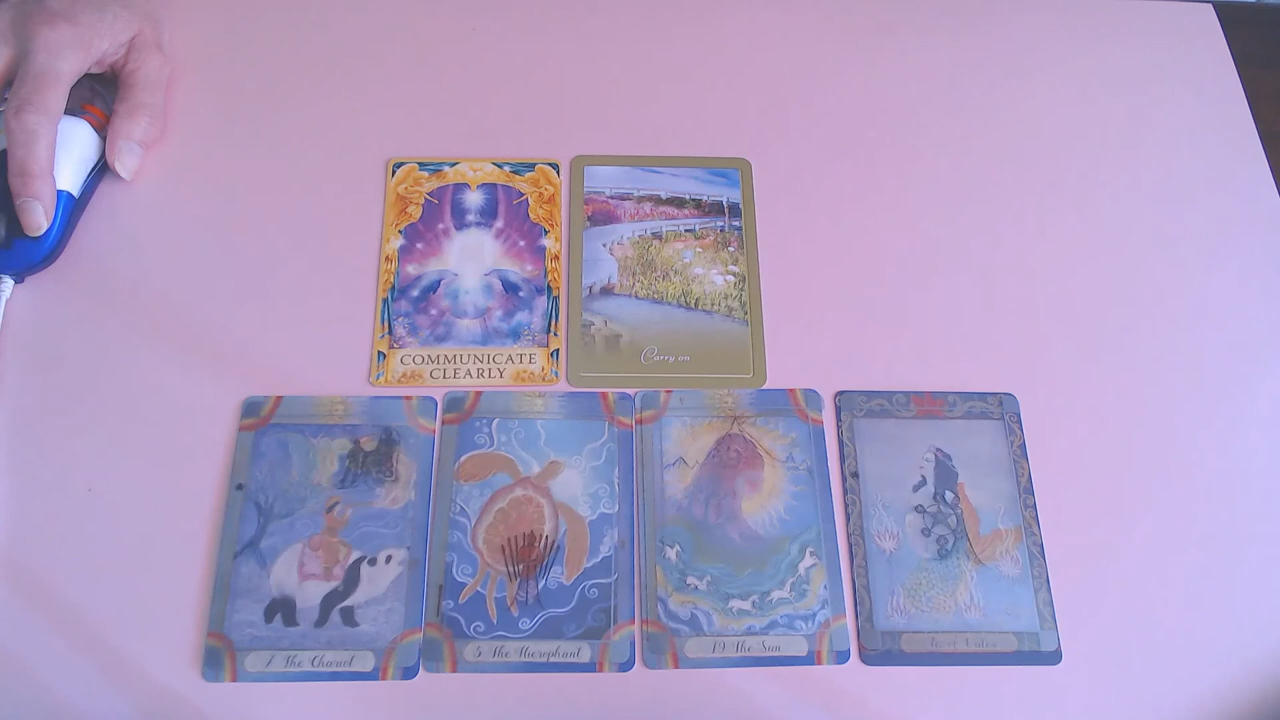 COMMUNICATE
CLEARLY
Carry on
7 The Chariot
5 The Hierophant
19 The Sun